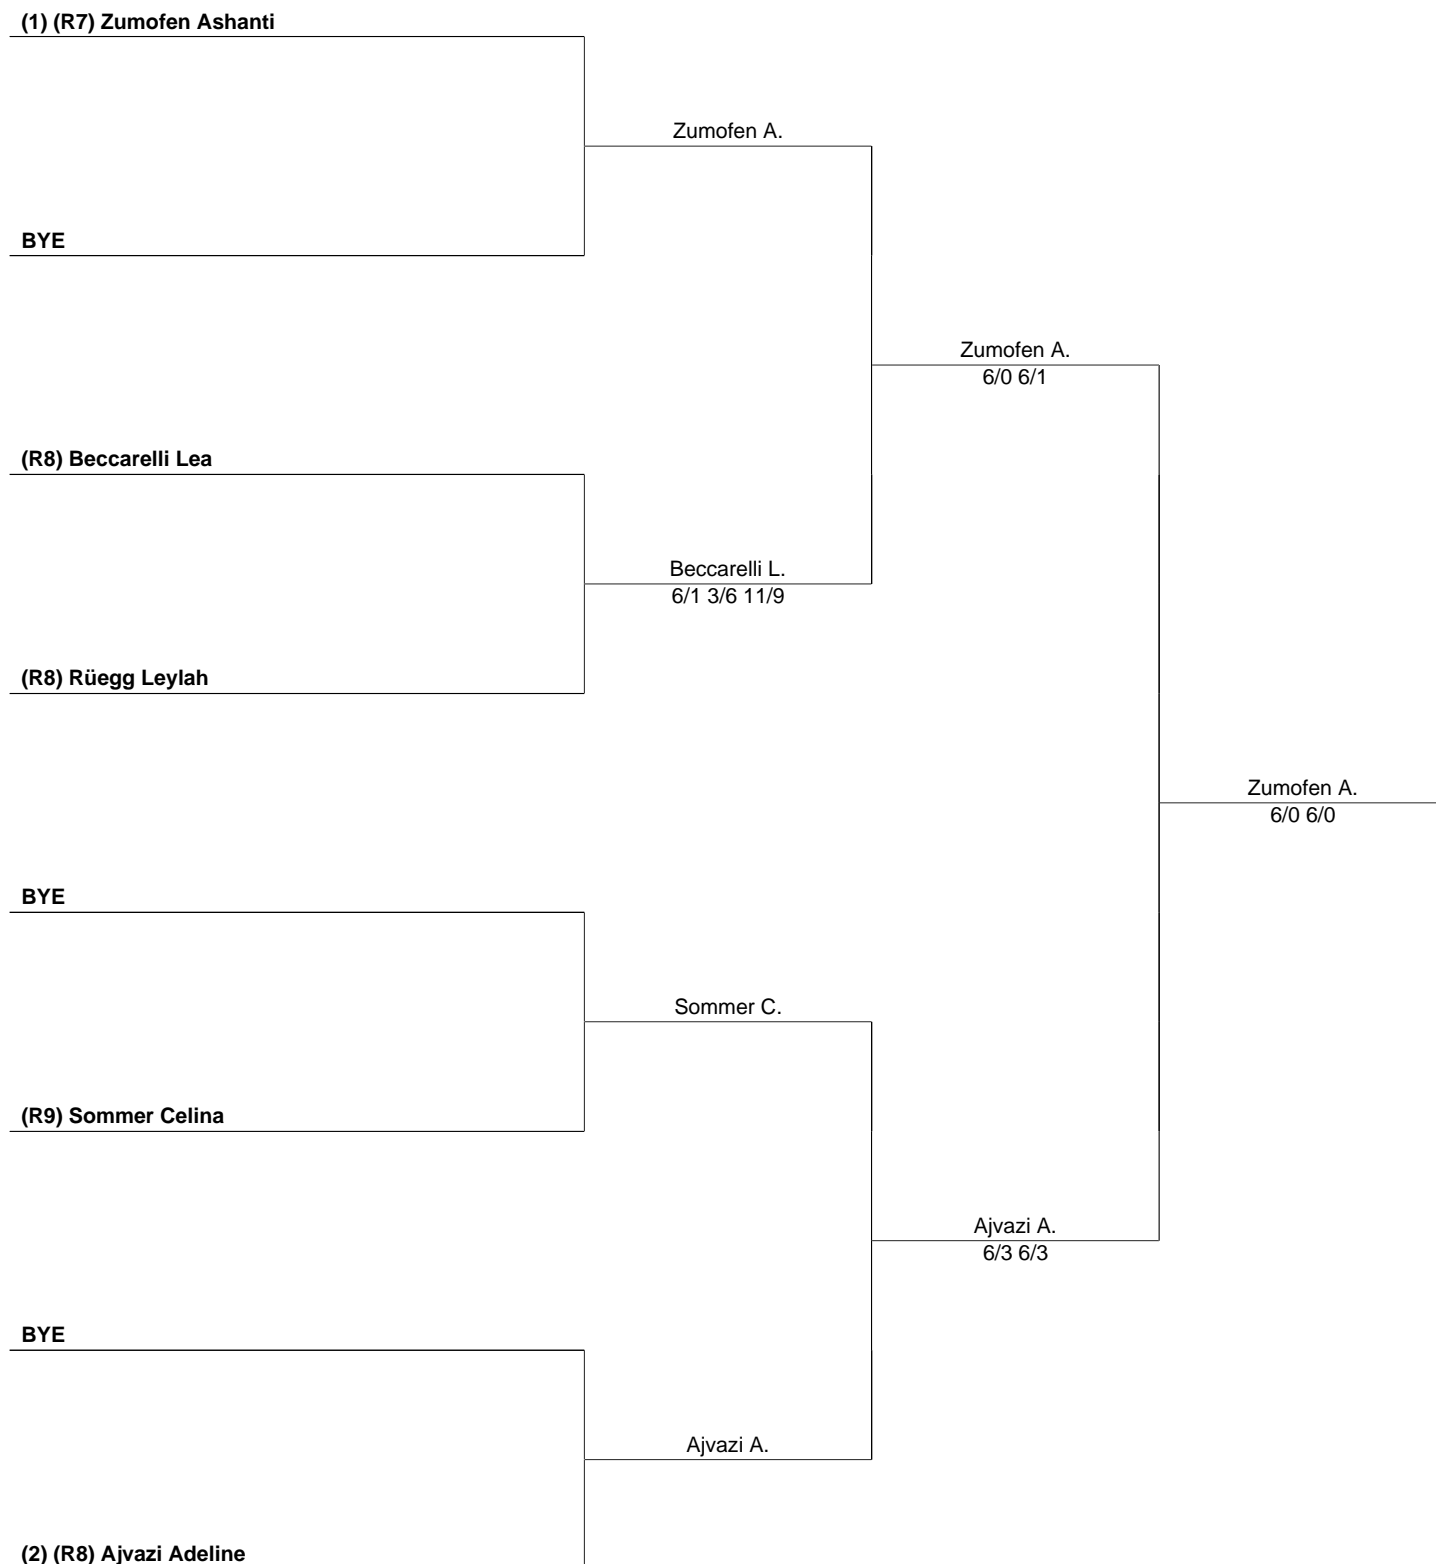 (1) (R7) Zumofen Ashanti
Zumofen A.
BYE
Zumofen A.
6/0 6/1
(R8) Beccarelli Lea
Beccarelli L.
6/1 3/6 11/9
(R8) Rüegg Leylah
Zumofen A.
6/0 6/0
BYE
Sommer C.
(R9) Sommer Celina
Ajvazi A.
6/3 6/3
BYE
Ajvazi A.
(2) (R8) Ajvazi Adeline